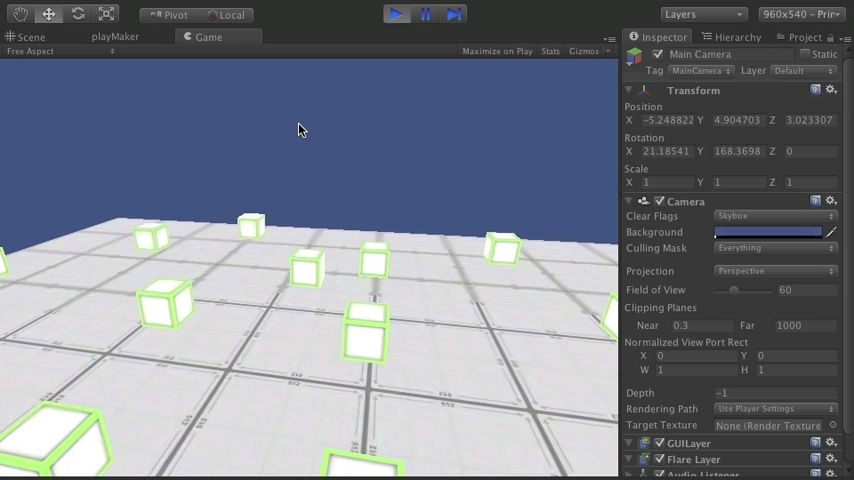 Pivot Local Layers 960x540 - Prin
Scene playMaker Game Inspector Hierarchy Project
Free Aspect Maximize on Play Stats Gizmos
Main Camera Static
Tag MainCamera Layer Default
Transform
Position
X -5.248822 Y 4.904703 Z 3.023307
Rotation
X 21.18541 Y 168.3698 Z 0
Scale
X 1 Y 1 Z 1
Camera
Clear Flags Skybox
Background
Culling Mask Everything
Projection Perspective
Field of View 60
Clipping Planes
Near 0.3 Far 1000
Normalized View Port Rect
X 0 Y 0
W 1 H 1
Depth -1
Rendering Path Use Player Settings
Target Texture None (Render Texture
GUILayer
Flare Layer
Audio Listener